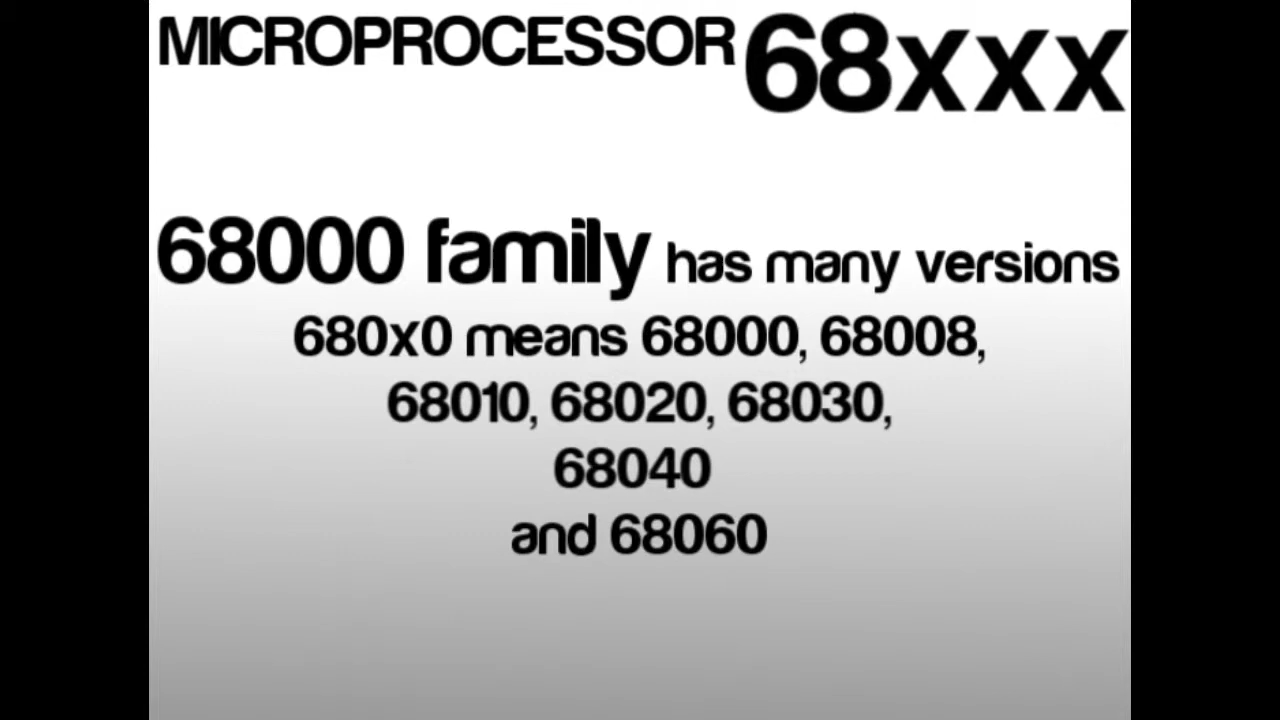 MICROPROCESSOR 68xxx
68000 family has many versions
680x0 means 68000, 68008,
68010, 68020, 68030,
68040
and 68060